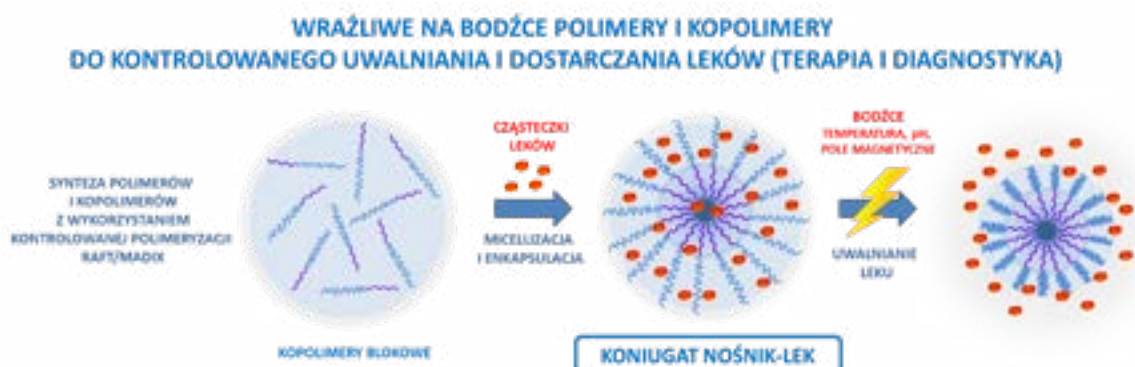 WRAŻLIWE NA BODŹCE POLIMERY I KOPOLIMERY
DO KONTROLOWANEGO UWALNIANIA I DOSTARCZANIA LEKÓW (TERAPIA I DIAGNOSTYKA)
SYNTEZA POLIMERÓW
I KOPOLIMERÓW
Z WYKORZYSTANIEM
KONTROLOWANEJ POLIMERYZACJI
RAFT/MADIX
KOPOLIMERY BLOKOWE
CZĄSTECZKI
LEKÓW
MICELIZACJA
I ENKAPSULACJA
KONIUGAT NOŚNIK-LEK
BODŹCE
TEMPERATURA, pH,
POLE MAGNETYCZNE
UWALNIANIE
LEKU